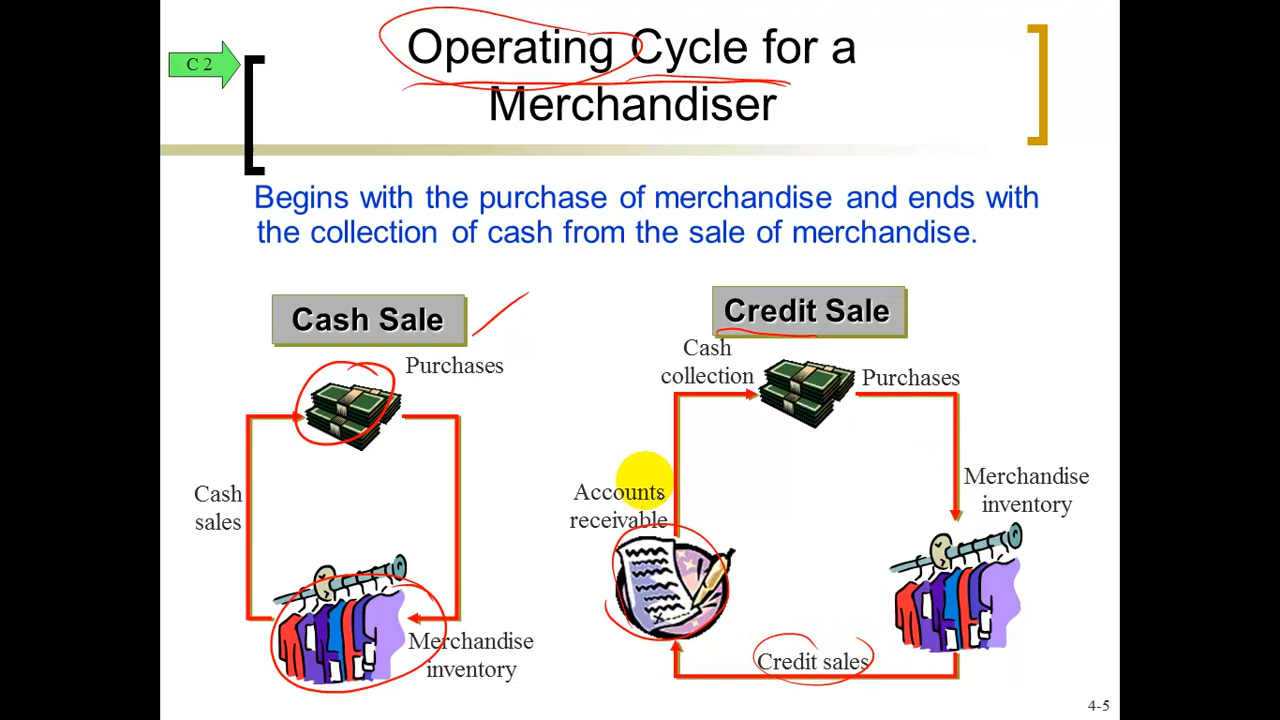 C 2
Operating Cycle for a
Merchandiser
Begins with the purchase of merchandise and ends with
the collection of cash from the sale of merchandise.
Cash Sale
Purchases
Cash
sales
Merchandise
inventory
Credit Sale
Cash
collection
Purchases
Accounts
receivable
Merchandise
inventory
Credit sales
4-5